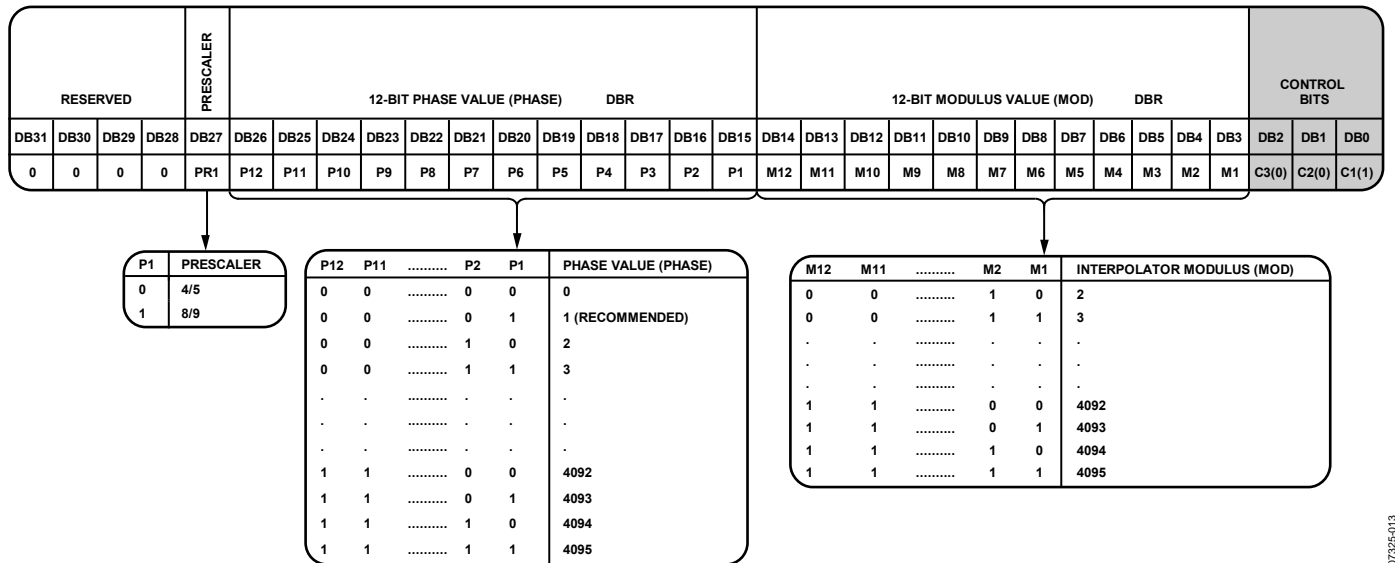 RESERVED PRESCALER 12-BIT PHASE VALUE (PHASE) DBR 12-BIT MODULUS VALUE (MOD) DBR CONTROL BITS
DB31 DB30 DB29 DB28 DB27 DB26 DB25 DB24 DB23 DB22 DB21 DB20 DB19 DB18 DB17 DB16 DB15 DB14 DB13 DB12 DB11 DB10 DB9 DB8 DB7 DB6 DB5 DB4 DB3 DB2 DB1 DB0
0 0 0 0 PR1 P12 P11 P10 P9 P8 P7 P6 P5 P4 P3 P2 P1 M12 M11 M10 M9 M8 M7 M6 M5 M4 M3 M2 M1 C3(0) C2(0) C1(1)
P1 PRESCALER
0 4/5
1 8/9
P12 P11 .......... P2 P1 PHASE VALUE (PHASE)
0 0 .......... 0 0 0
0 0 .......... 0 1 1 (RECOMMENDED)
0 0 .......... 1 0 2
0 0 .......... 1 1 3
. . .......... . . .
. . .......... . . .
. . .......... . . .
1 1 .......... 0 0 4092
1 1 .......... 0 1 4093
1 1 .......... 1 0 4094
1 1 .......... 1 1 4095
M12 M11 .......... M2 M1 INTERPOLATOR MODULUS (MOD)
0 0 .......... 1 0 2
0 0 .......... 1 1 3
. . .......... . . .
. . .......... . . .
. . .......... . . .
1 1 .......... 0 0 4092
1 1 .......... 0 1 4093
1 1 .......... 1 0 4094
1 1 .......... 1 1 4095
07325-013